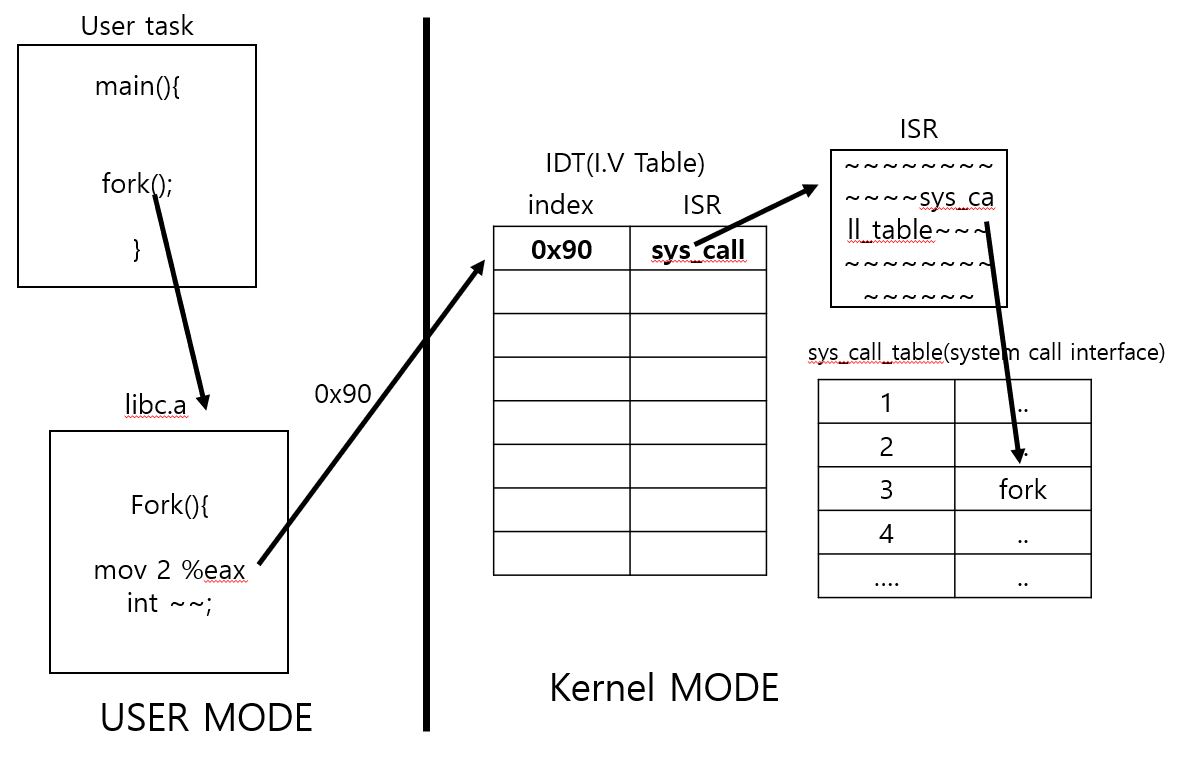 User task
main(){
fork();
}
libc.a
Fork(){
mov 2 %eax
int ~~;
USER MODE
0x90
IDT(I.V Table)
index ISR
0x90 sys_call
ISR
~~~~~~~~
~~~~sys_ca
ll_table~~~
~~~~~~~~
~~~~~~
sys_call_table(system call interface)
1 ..
2 ..
3 fork
4 ..
.... ..
Kernel MODE